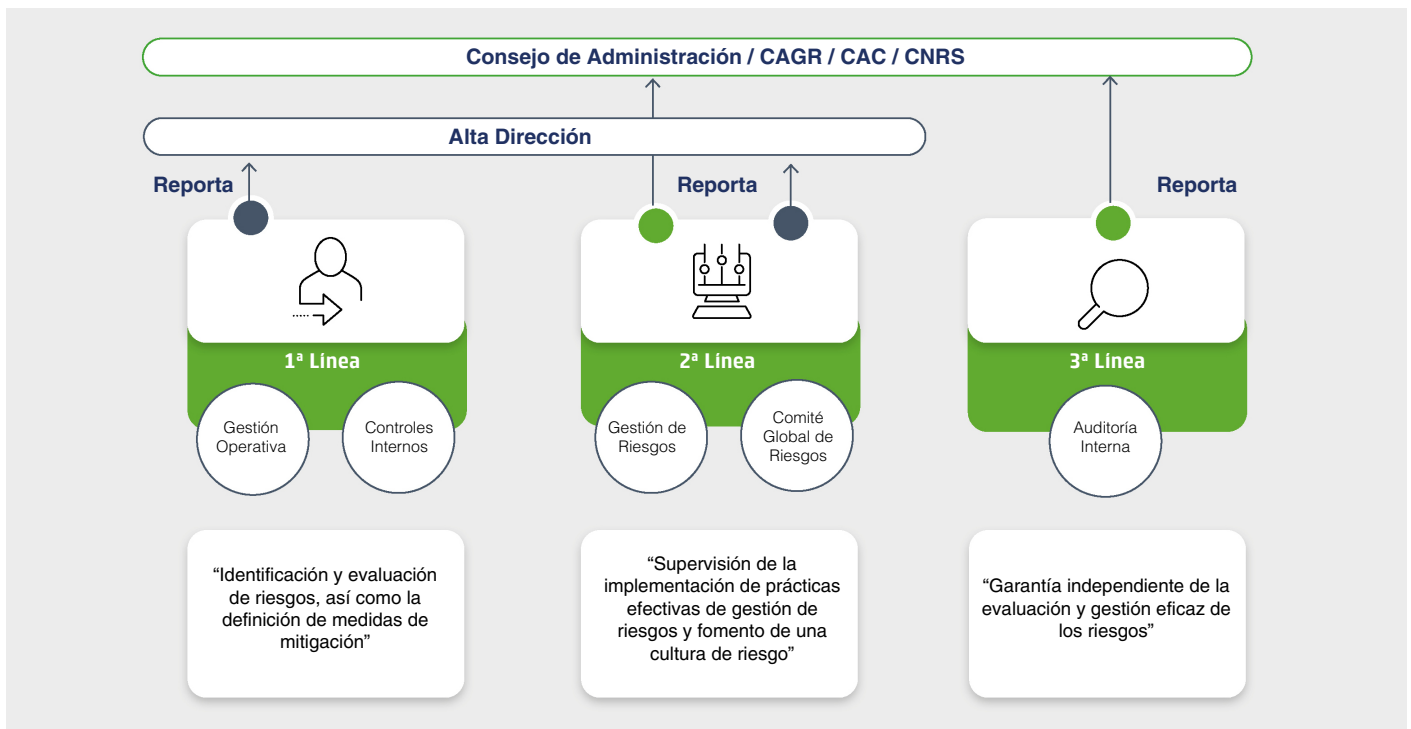 Consejo de Administración / CAGR / CAC / CNRS
Alta Dirección
Reporta
Reporta
Reporta
1ª Línea
2ª Línea
3ª Línea
Gestión
Operativa
Controles
Internos
Gestión de
Riesgos
Comité
Global de
Riesgos
Auditoría
Interna
“Identificación y evaluación
de riesgos, así como la
definición de medidas de
mitigación”
“Supervisión de la
implementación de prácticas
efectivas de gestión de
riesgos y fomento de una
cultura de riesgo”
“Garantía independiente de la
evaluación y gestión eficaz de
los riesgos”